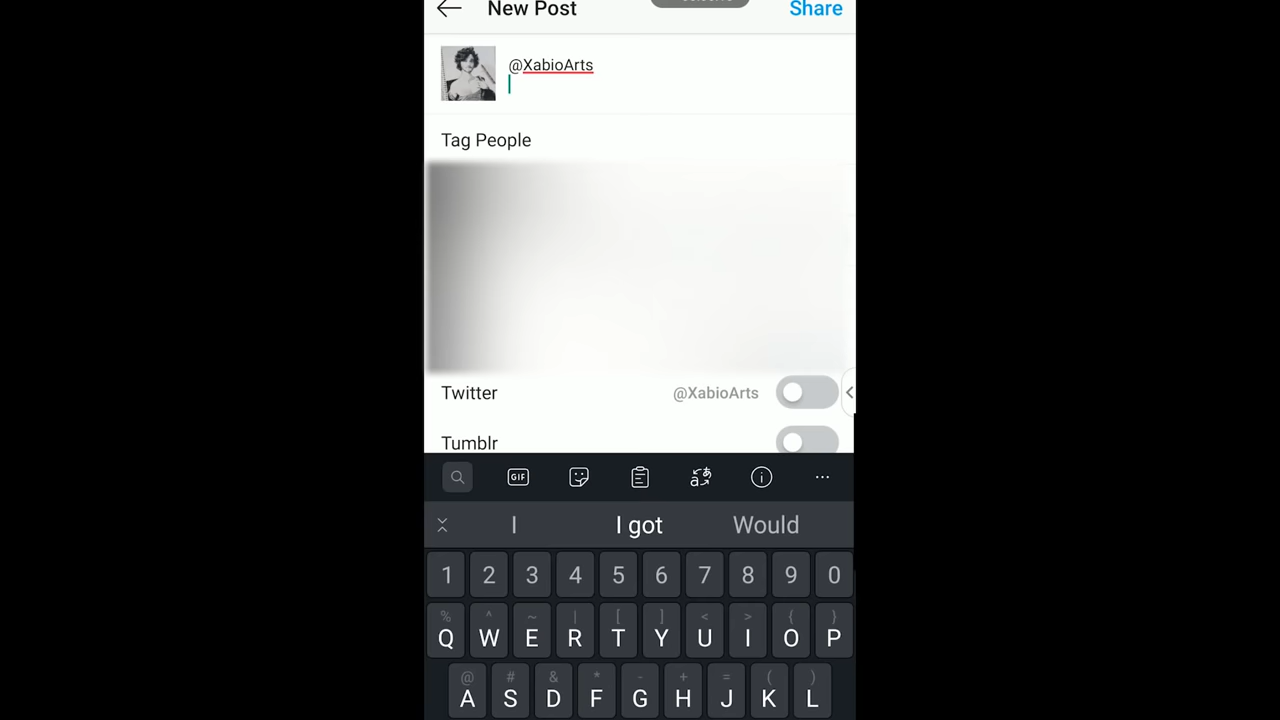 New Post Share
@XabioArts
Tag People
Twitter @XabioArts
Tumblr
GIF
I I got Would
1 2 3 4 5 6 7 8 9 0
% ^ ~ | [ ] < > { }
Q W E R T Y U I O P
@ # & * - + = ( )
A S D F G H J K L